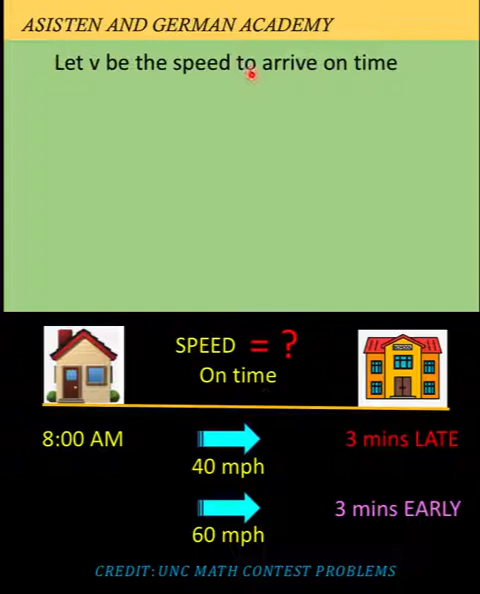 ASISTEN AND GERMAN ACADEMY
Let v be the speed to arrive on time
SPEED = ?
On time
SCHOOL
8:00 AM
3 mins LATE
40 mph
3 mins EARLY
60 mph
CREDIT: UNC MATH CONTEST PROBLEMS